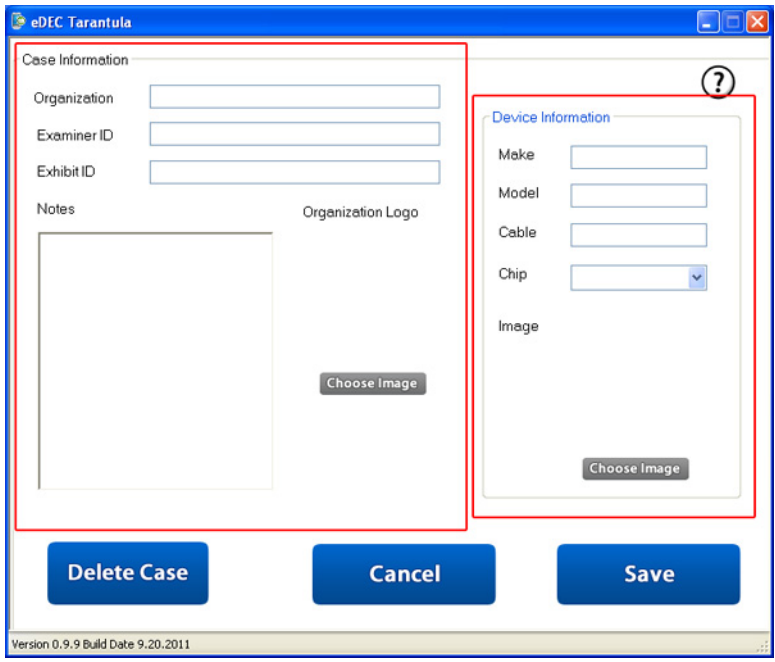 eDEC Tarantula
Case Information
Organization
Examiner ID
Exhibit ID
Notes
Organization Logo
Choose Image
?
Device Information
Make
Model
Cable
Chip
Image
Choose Image
Delete Case
Cancel
Save
Version 0.9.9 Build Date 9.20.2011